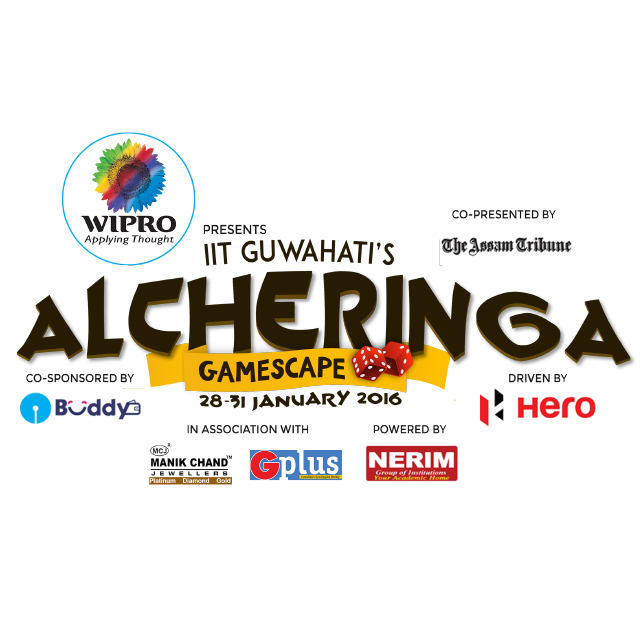 WIPRO
Applying Thought
PRESENTS
CO-PRESENTED BY
IIT GUWAHATI'S
The Assam Tribune
ALCHERINGA
GAMESCAPE
CO-SPONSORED BY
DRIVEN BY
28-31 JANUARY 2016
Buddy
Hero
IN ASSOCIATION WITH
POWERED BY
MCJ
MANIK CHAND™
JEWELLERS
Platinum Diamond Gold
Gplus
NERIM
Group of Institutions
Your Academic Home